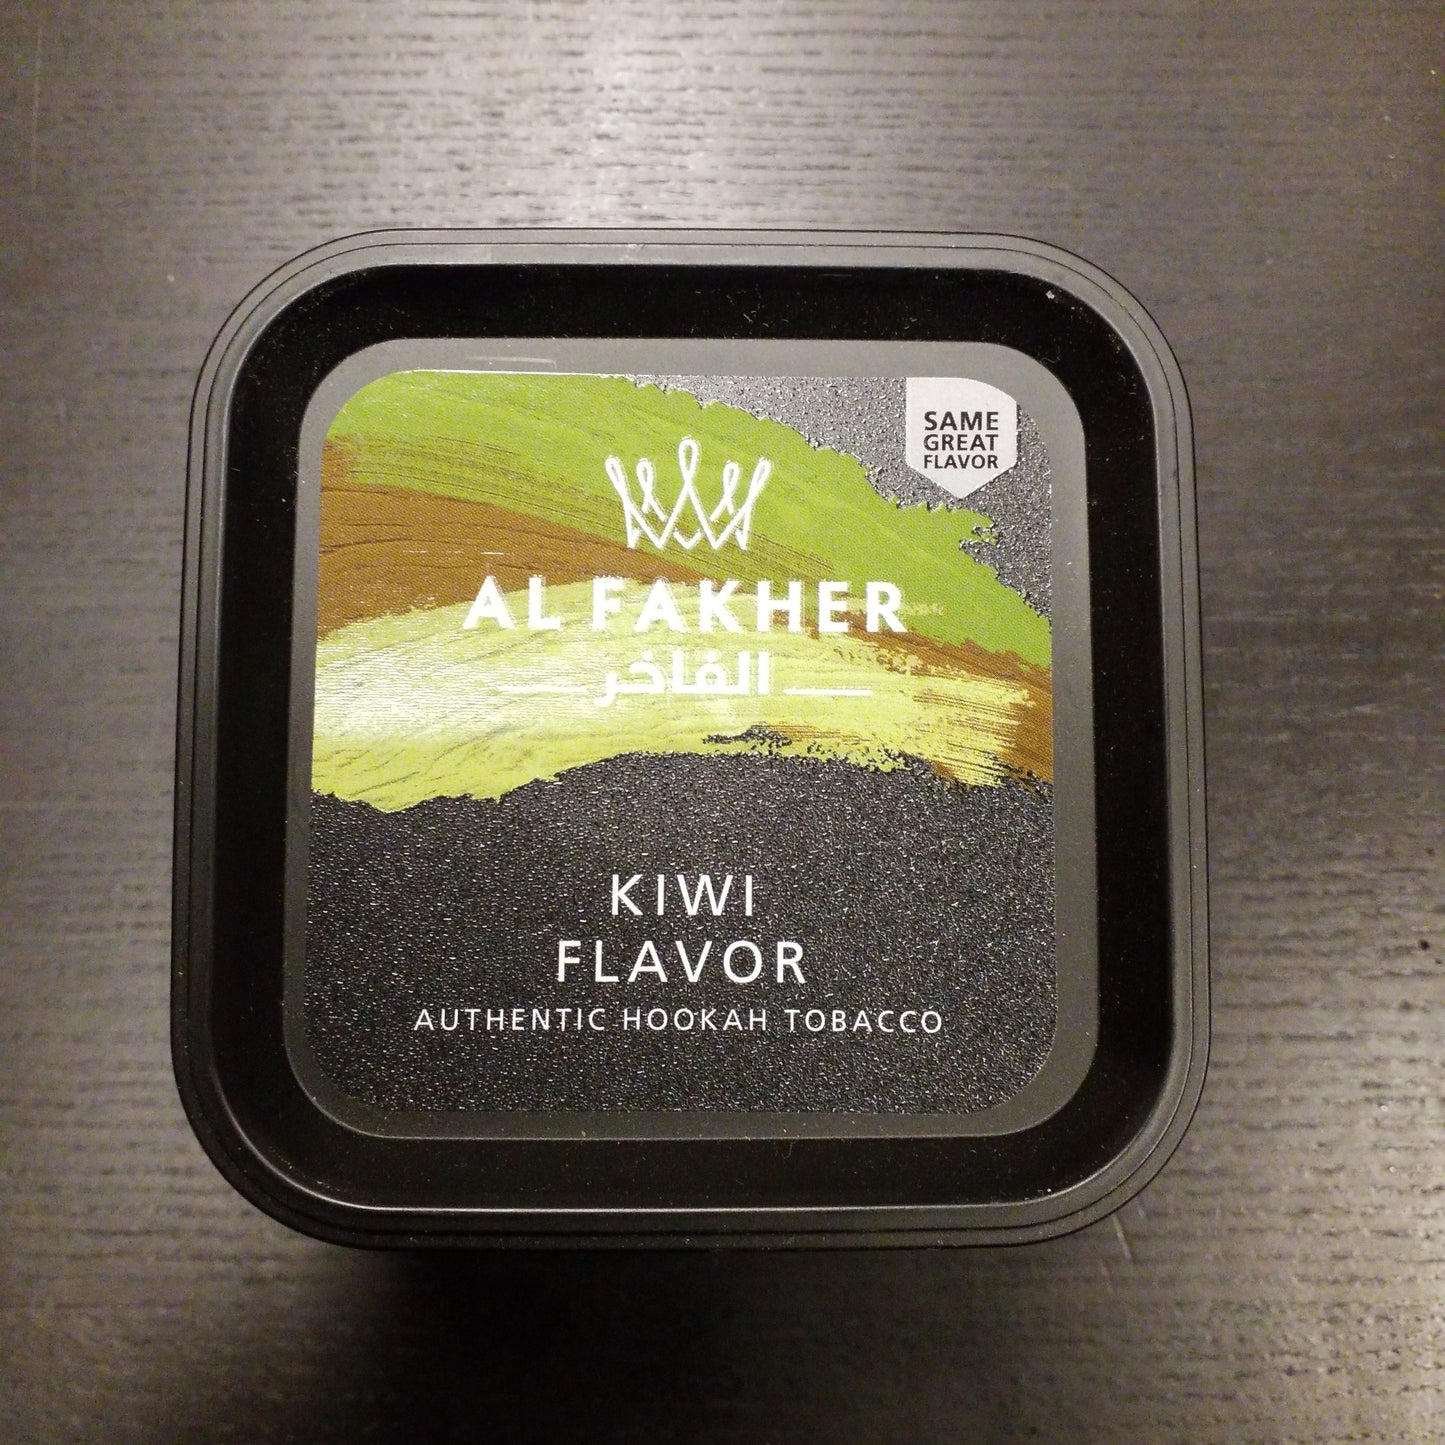 SAME
GREAT
FLAVOR
AL FAKHER
الفاخر
KIWI
FLAVOR
AUTHENTIC HOOKAH TOBACCO